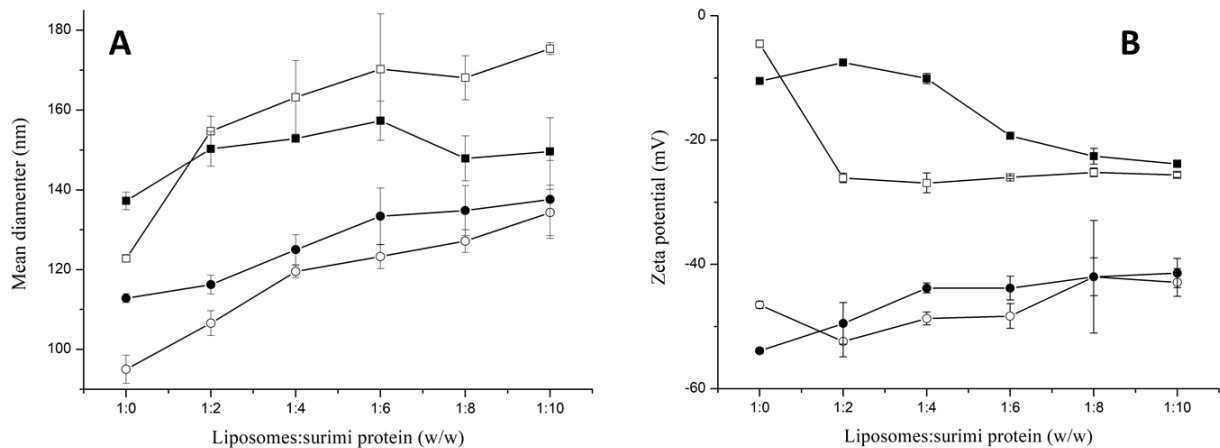 A
180
160
140
120
100
Mean diamenter (nm)
1:0 1:2 1:4 1:6 1:8 1:10
Liposomes:surimi protein (w/w)
B
0
-20
-40
-60
Zeta potential (mV)
1:0 1:2 1:4 1:6 1:8 1:10
Liposomes:surimi protein (w/w)